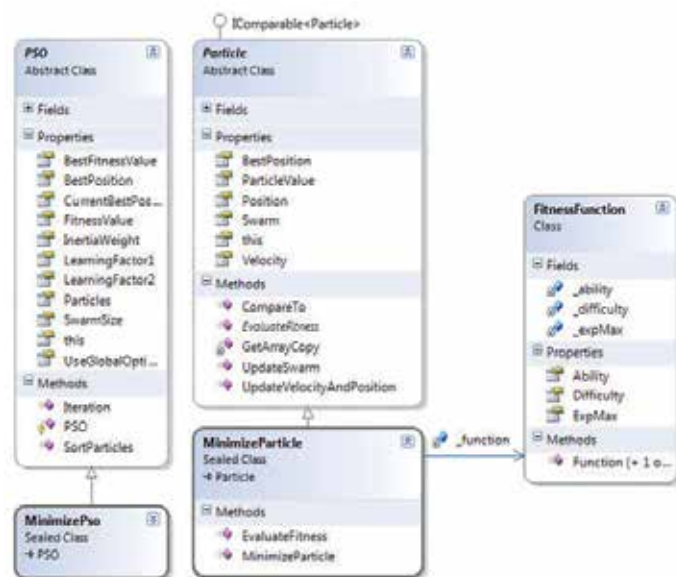 IComparable<Particle>
PSO
Abstract Class
Fields
Properties
BestFitnessValue
BestPosition
CurrentBestPos...
FitnessValue
InertiaWeight
LearningFactor1
LearningFactor2
Particles
SwarmSize
this
UseGlobalOpti...
Methods
Iteration
PSO
SortParticles
MinimizePso
Sealed Class
→ PSO
Particle
Abstract Class
Fields
Properties
BestPosition
ParticleValue
Position
Swarm
this
Velocity
Methods
CompareTo
EvaluateFitness
GetArrayCopy
UpdateSwarm
UpdateVelocityAndPosition
MinimizeParticle
Sealed Class
→ Particle
Methods
EvaluateFitness
MinimizeParticle
_function
FitnessFunction
Class
Fields
_ability
_difficulty
_expMax
Properties
Ability
Difficulty
ExpMax
Methods
Function (+ 1 o...